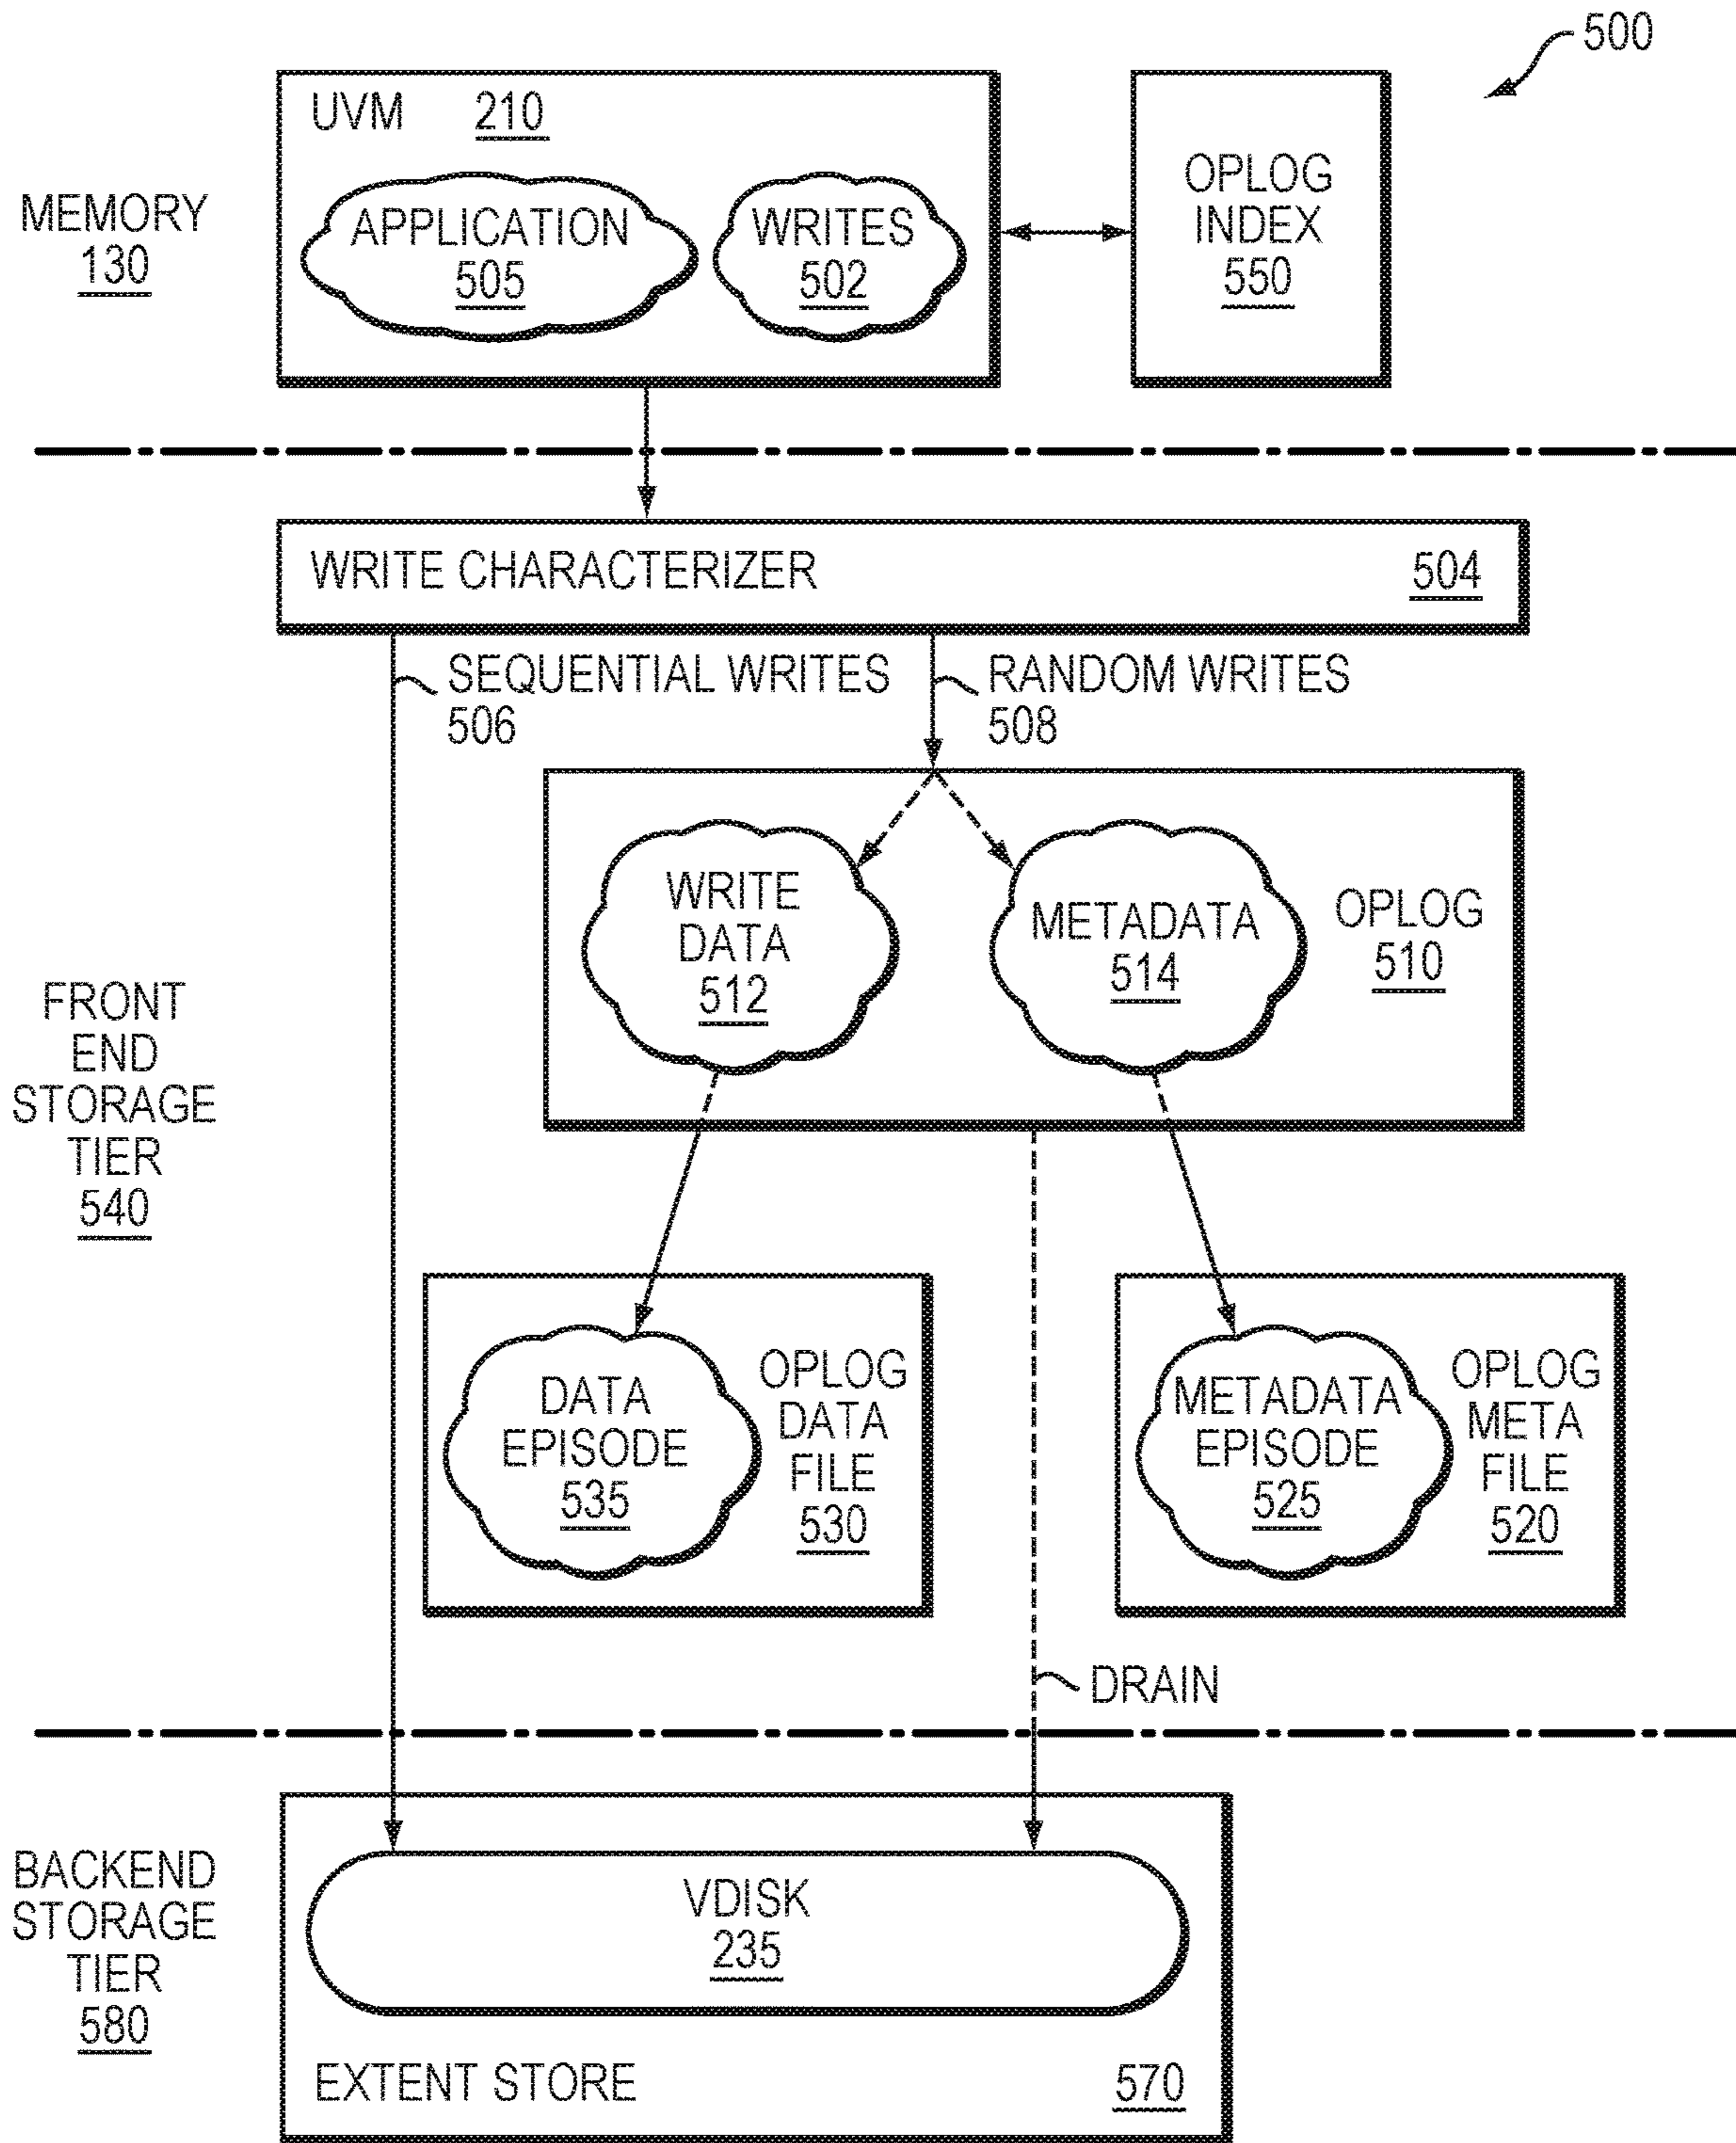 500
UVM 210
APPLICATION
505
WRITES
502
OPLOG
INDEX
550
MEMORY
130
WRITE CHARACTERIZER 504
SEQUENTIAL WRITES
506
RANDOM WRITES
508
WRITE
DATA
512
METADATA
514
OPLOG
510
FRONT
END
STORAGE
TIER
540
DATA
EPISODE
535
OPLOG
DATA
FILE
530
METADATA
EPISODE
525
OPLOG
META
FILE
520
DRAIN
BACKEND
STORAGE
TIER
580
VDISK
235
EXTENT STORE 570